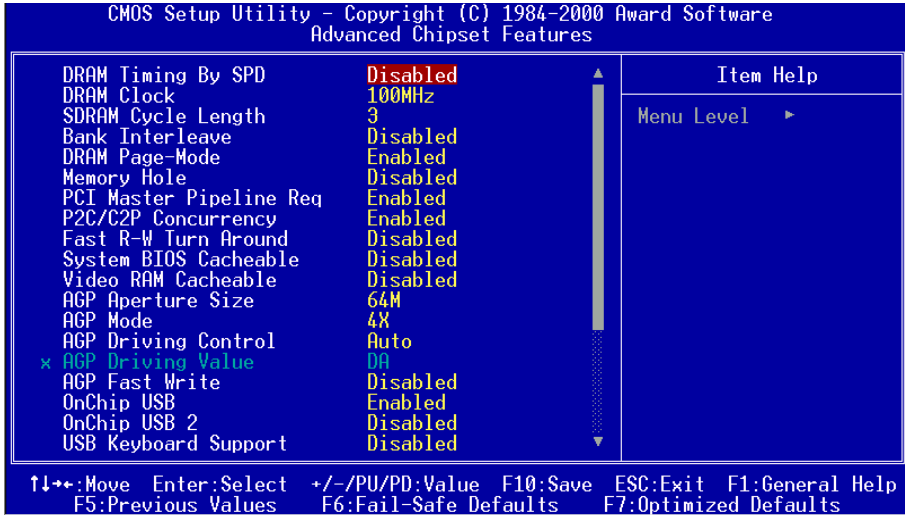 CMOS Setup Utility – Copyright (C) 1984–2000 Award Software
Advanced Chipset Features
DRAM Timing By SPD Disabled
DRAM Clock 100MHz
SDRAM Cycle Length 3
Bank Interleave Disabled
DRAM Page-Mode Enabled
Memory Hole Disabled
PCI Master Pipeline Req Enabled
P2C/C2P Concurrency Enabled
Fast R-W Turn Around Disabled
System BIOS Cacheable Disabled
Video RAM Cacheable Disabled
AGP Aperture Size 64M
AGP Mode 4X
AGP Driving Control Auto
x AGP Driving Value DA
AGP Fast Write Disabled
OnChip USB Enabled
OnChip USB 2 Disabled
USB Keyboard Support Disabled
Item Help
Menu Level ►
↑↓→←:Move Enter:Select +/-/PU/PD:Value F10:Save ESC:Exit F1:General Help
F5:Previous Values F6:Fail-Safe Defaults F7:Optimized Defaults